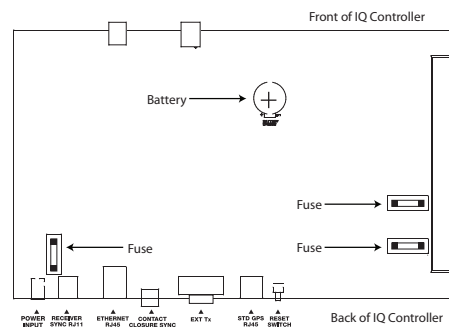 Front of IQ Controller
Battery
Fuse
Fuse
Fuse
POWER INPUT
RECEIVER SYNC RJ11
ETHERNET RJ45
CONTACT CLOSURE SYNC
EXT Tx
STD GPS RJ45
RESET SWITCH
Back of IQ Controller